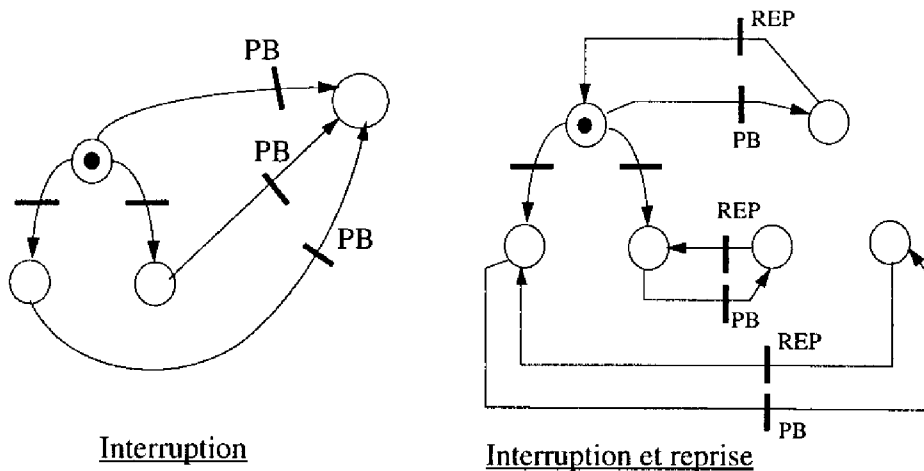 PB
PB
PB
Interruption
REP
PB
REP
PB
REP
PB
Interruption et reprise